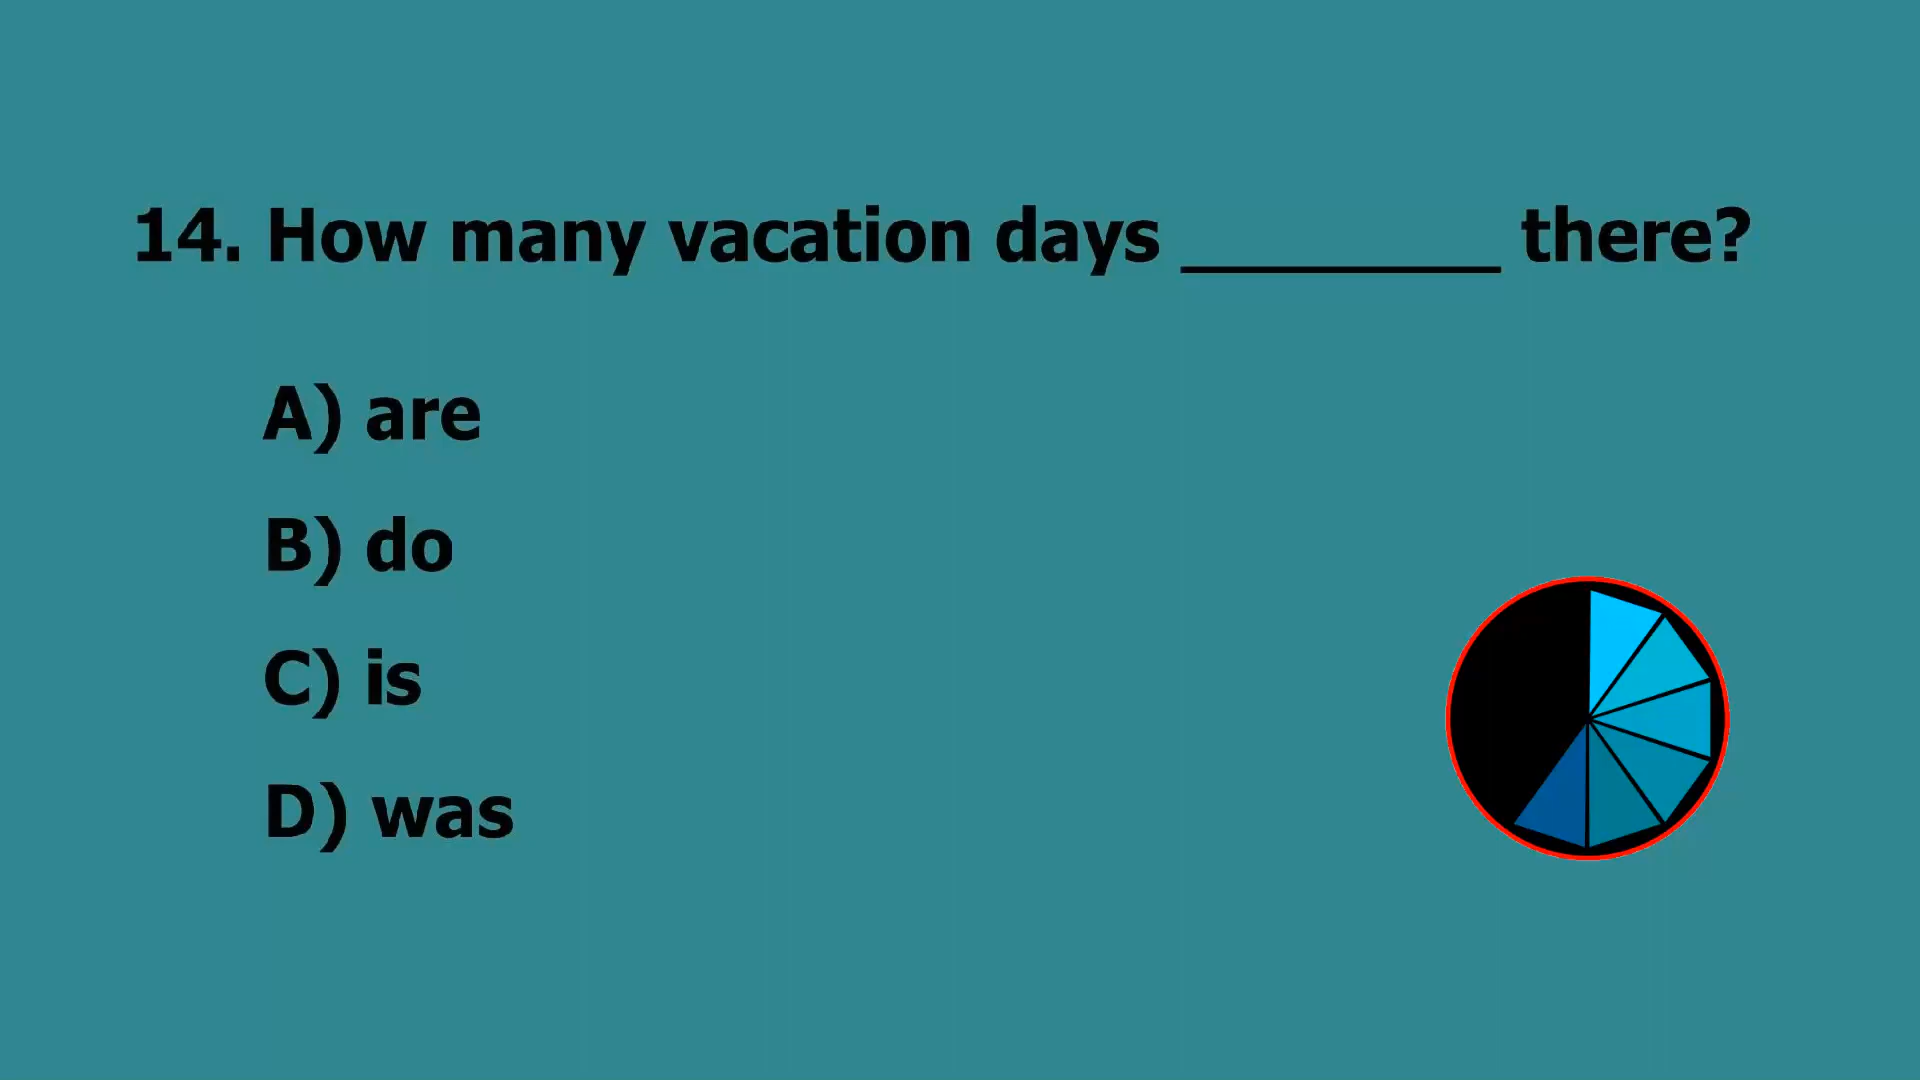 14. How many vacation days ________ there?
A) are
B) do
C) is
D) was